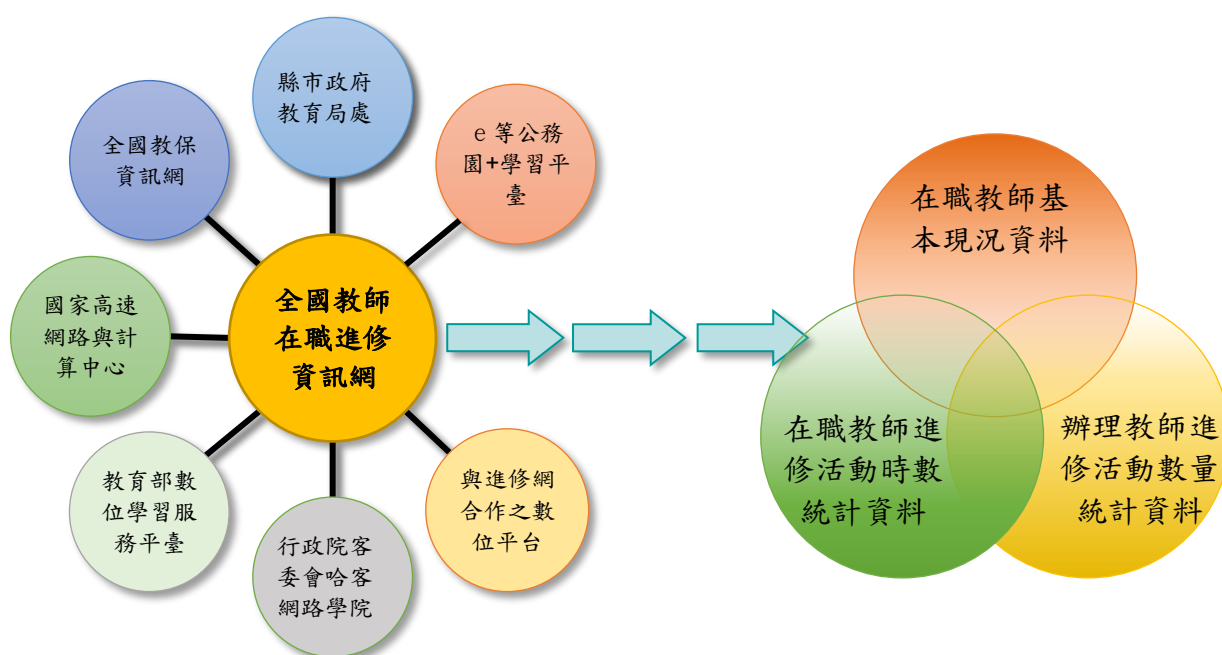 縣市政府
教育局處
e 等公務
園+學習平
臺
全國教保
資訊網
國家高速
網路與計
算中心
全國教師
在職進修
資訊網
教育部數
位學習服
務平臺
行政院客
委會哈客
網路學院
與進修網
合作之數
位平台
在職教師基
本現況資料
在職教師進
修活動時數
統計資料
辦理教師進
修活動數量
統計資料